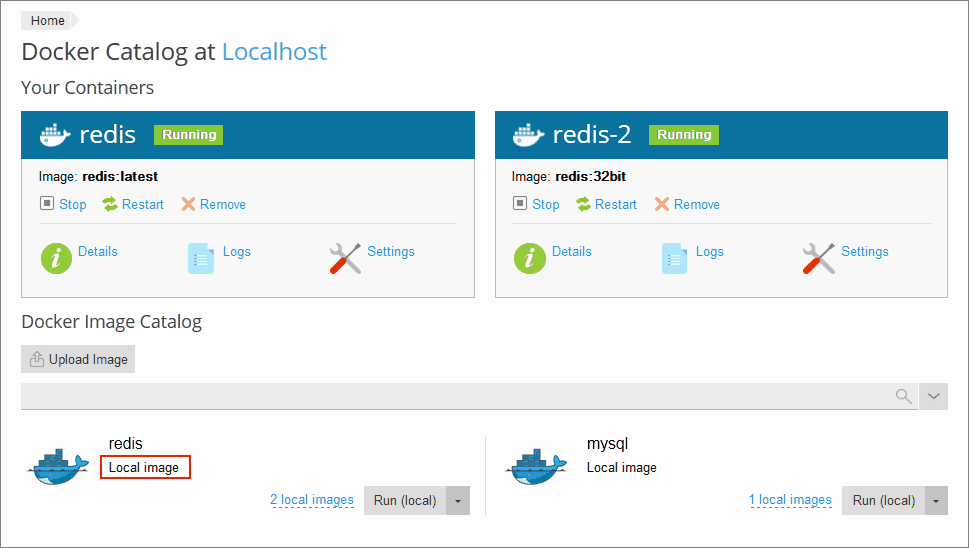 Home
Docker Catalog at Localhost
Your Containers
redis Running
Image: redis:latest
Stop Restart Remove
Details Logs Settings
redis-2 Running
Image: redis:32bit
Stop Restart Remove
Details Logs Settings
Docker Image Catalog
Upload Image
redis
Local image
2 local images Run (local)
mysql
Local image
1 local images Run (local)